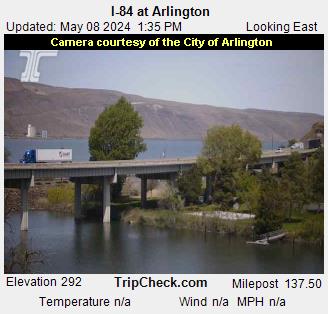 I-84 at Arlington
Updated: May 08 2024 1:35 PM Looking East
Camera courtesy of the City of Arlington
Elevation 292 TripCheck.com Milepost 137.50
Temperature n/a Wind n/a MPH n/a